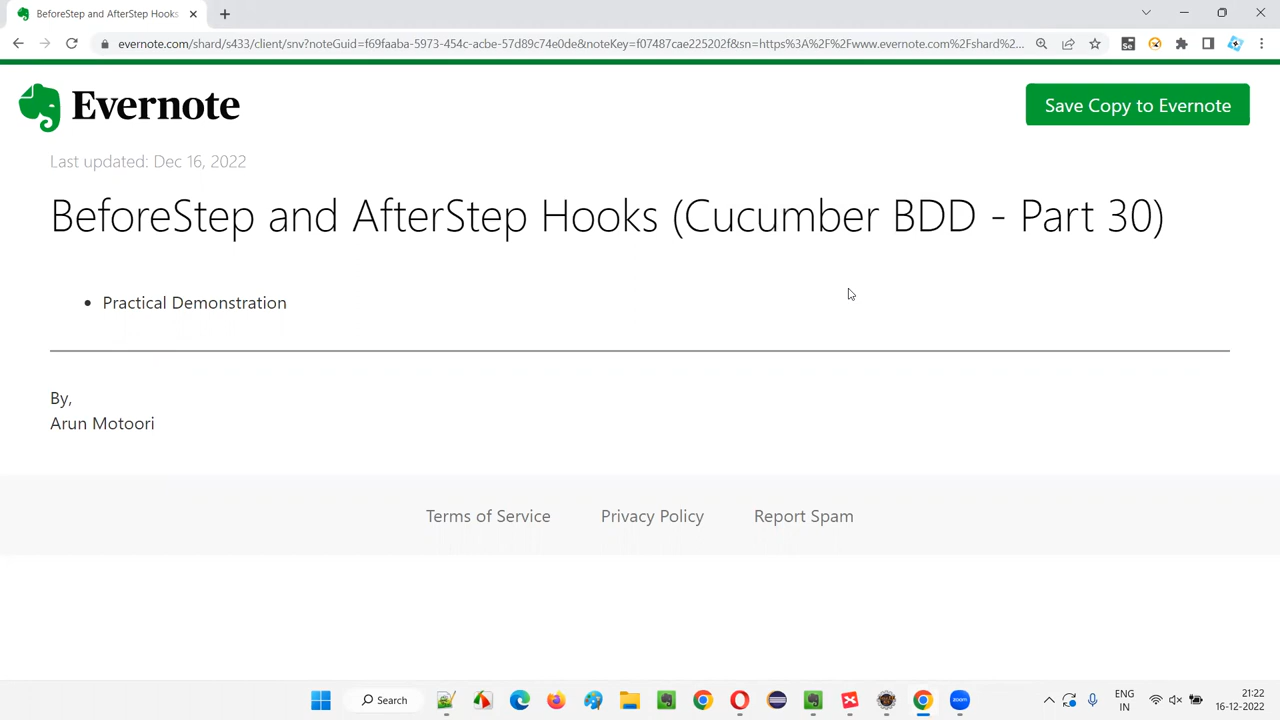 BeforeStep and AfterStep Hooks
evernote.com/shard/s433/client/snv?noteGuid=f69faaba-55f3-454c-acbe-57d89c74e0de&noteKey=f07487cae225202f&sn=https%3A%2F%2Fwww.evernote.com%2Fshard%2...
Evernote
Save Copy to Evernote
Last updated: Dec 16, 2022
BeforeStep and AfterStep Hooks (Cucumber BDD - Part 30)
• Practical Demonstration
By,
Arun Motoori
Terms of Service Privacy Policy Report Spam
Search
ENG
IN
21:22
16-12-2022